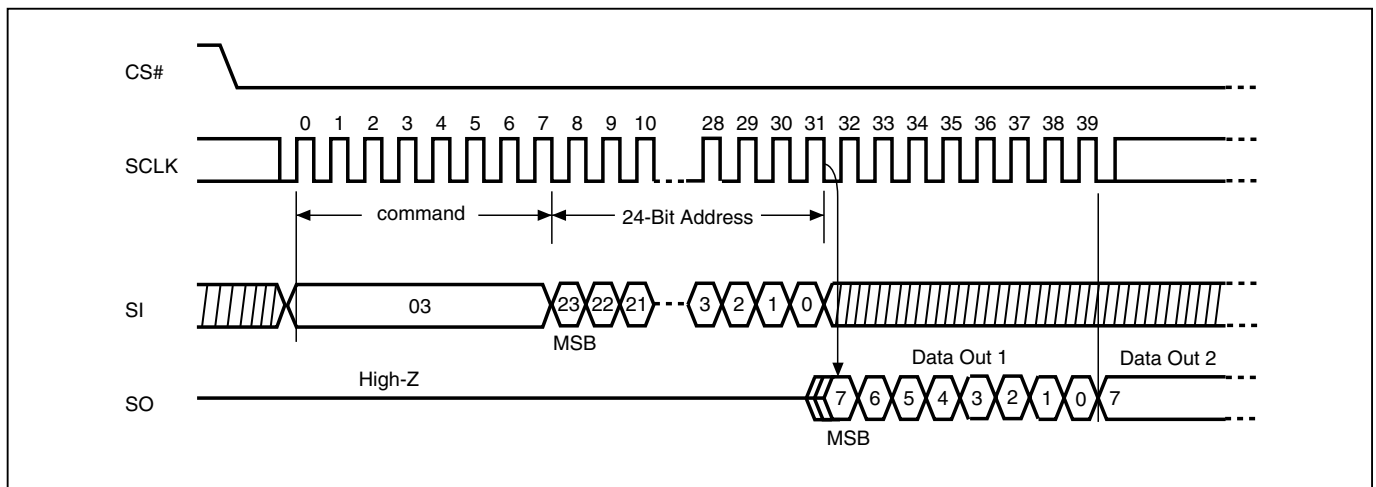 CS#
0 1 2 3 4 5 6 7 8 9 10 28 29 30 31 32 33 34 35 36 37 38 39
SCLK
command
24-Bit Address
SI
03 23 22 21 3 2 1 0
MSB
Data Out 1
Data Out 2
High-Z
SO
7 6 5 4 3 2 1 0 7
MSB